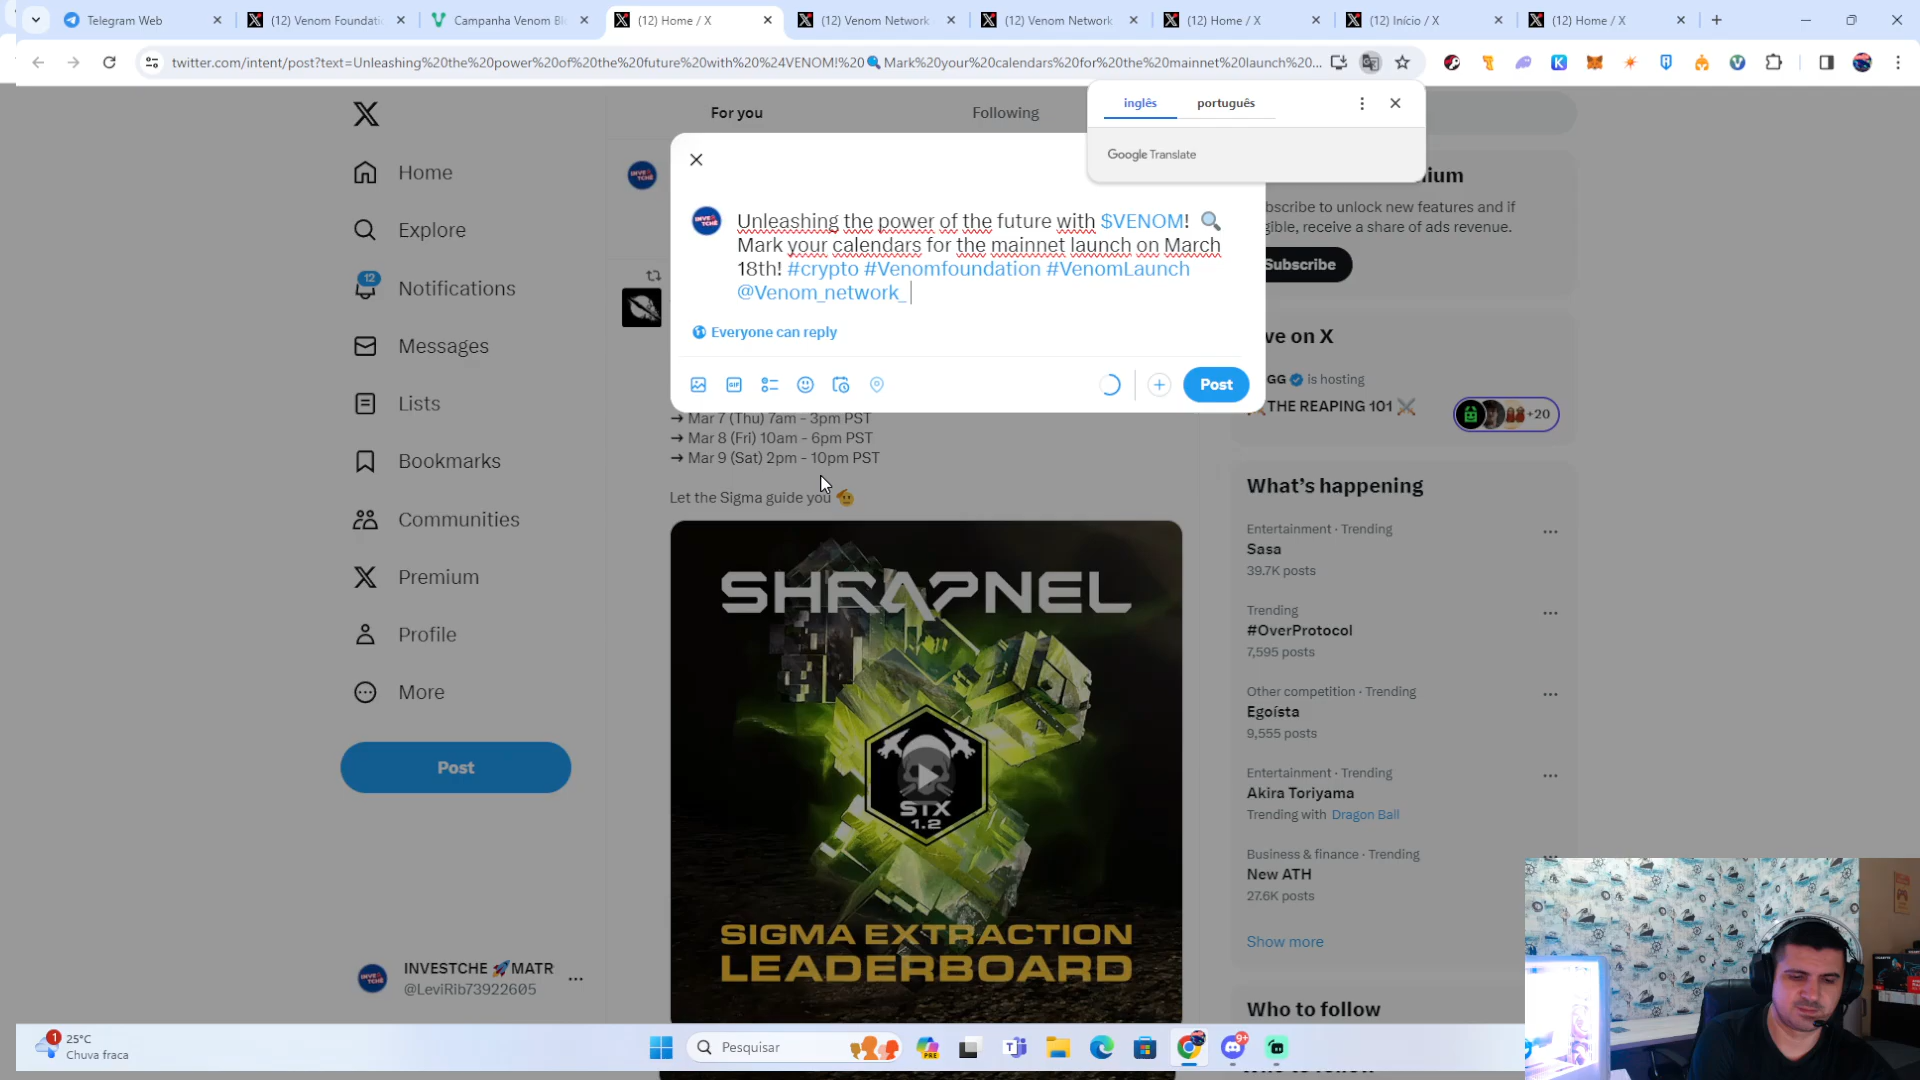 Telegram Web
(12) Venom Foundatic
Campanha Venom Bl
(12) Home / X
(12) Venom Network
(12) Venom Network
(12) Home / X
(12) Início / X
(12) Home / X
twitter.com/intent/post?text=Unleashing%20the%20power%20of%20the%20future%20with%20%24VENOM!%20🔍Mark%20your%20calendars%20for%20the%20mainnet%20launch%20...
inglês
português
Google Translate
For you
Following
Home
Explore
12
Notifications
Messages
Lists
Bookmarks
Communities
Premium
Profile
More
Post
INVESTCHE 🚀MATR
@LeviRib73922605
Unleashing the power of the future with $VENOM! 🔍
Mark your calendars for the mainnet launch on March
18th! #crypto #Venomfoundation #VenomLaunch
@Venom_network_
Everyone can reply
GIF
Post
→ Mar 7 (Thu) 7am - 3pm PST
→ Mar 8 (Fri) 10am - 6pm PST
→ Mar 9 (Sat) 2pm - 10pm PST
Let the Sigma guide you 🫡
SHRAPNEL
STX
1.2
SIGMA EXTRACTION
LEADERBOARD
ium
bscribe to unlock new features and if
gible, receive a share of ads revenue.
Subscribe
ve on X
GG is hosting
⚔️THE REAPING 101 ⚔️
+20
What's happening
Entertainment · Trending
Sasa
39.7K posts
Trending
#OverProtocol
7,595 posts
Other competition · Trending
Egoísta
9,555 posts
Entertainment · Trending
Akira Toriyama
Trending with Dragon Ball
Business & finance · Trending
New ATH
27.6K posts
Show more
Who to follow
1
25°C
Chuva fraca
Pesquisar
PRE
9+